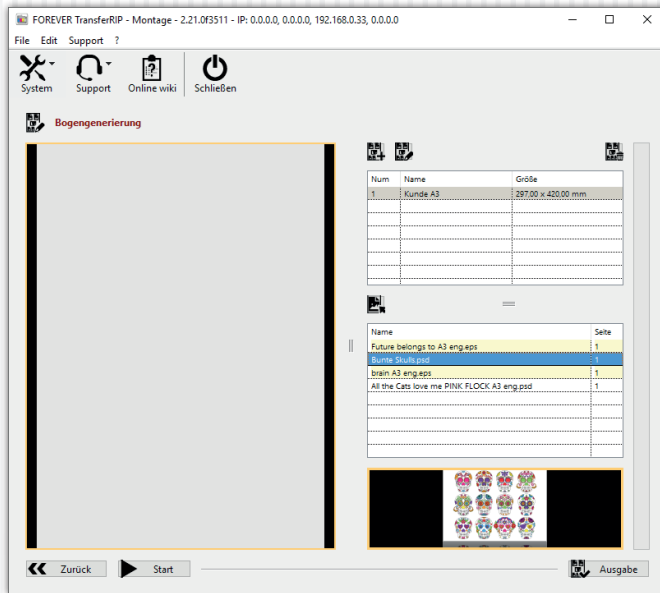 FOREVER TransferRIP - Montage - 2.21.0f3511 - IP: 0.0.0.0, 0.0.0.0, 192.168.0.33, 0.0.0.0
File Edit Support ?
System Support Online wiki Schließen
Bogengenerierung
Num Name Größe
1 Kunde A3 297,00 x 420,00 mm
Name Seite
Future belongs to A3 eng.eps 1
Bunte Skulls.psd 1
brain A3 eng.eps 1
All the Cats love me PINK FLOCK A3 eng.psd 1
Zurück Start Ausgabe